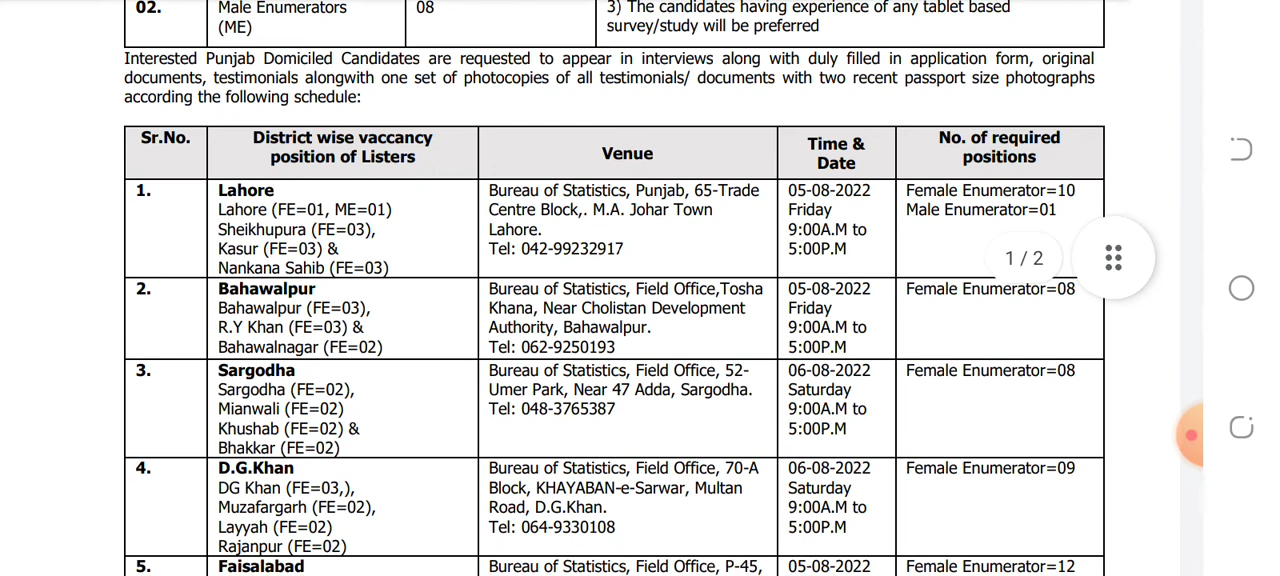 02. Male Enumerators 08 3) The candidates having experience of any tablet based
(ME) survey/study will be preferred
Interested Punjab Domiciled Candidates are requested to appear in interviews along with duly filled in application form, original
documents, testimonials alongwith one set of photocopies of all testimonials/ documents with two recent passport size photographs
according the following schedule:
Sr.No. District wise vaccancy position of Listers Venue Time & Date No. of required positions
1. Lahore Bureau of Statistics, Punjab, 65-Trade 05-08-2022 Female Enumerator=10
Lahore (FE=01, ME=01) Centre Block,. M.A. Johar Town Friday Male Enumerator=01
Sheikhupura (FE=03), Lahore. 9:00A.M to
Kasur (FE=03) & Tel: 042-99232917 5:00P.M
Nankana Sahib (FE=03)
1 / 2
2. Bahawalpur Bureau of Statistics, Field Office,Tosha 05-08-2022 Female Enumerator=08
Bahawalpur (FE=03), Khana, Near Cholistan Development Friday
R.Y Khan (FE=03) & Authority, Bahawalpur. 9:00A.M to
Bahawalnagar (FE=02) Tel: 062-9250193 5:00P.M
3. Sargodha Bureau of Statistics, Field Office, 52- 06-08-2022 Female Enumerator=08
Sargodha (FE=02), Umer Park, Near 47 Adda, Sargodha. Saturday
Mianwali (FE=02) Tel: 048-3765387 9:00A.M to
Khushab (FE=02) & 5:00P.M
Bhakkar (FE=02)
4. D.G.Khan Bureau of Statistics, Field Office, 70-A 06-08-2022 Female Enumerator=09
DG Khan (FE=03,), Block, KHAYABAN-e-Sarwar, Multan Saturday
Muzafargarh (FE=02), Road, D.G.Khan. 9:00A.M to
Layyah (FE=02) Tel: 064-9330108 5:00P.M
Rajanpur (FE=02)
5. Faisalabad Bureau of Statistics, Field Office, P-45, 05-08-2022 Female Enumerator=12